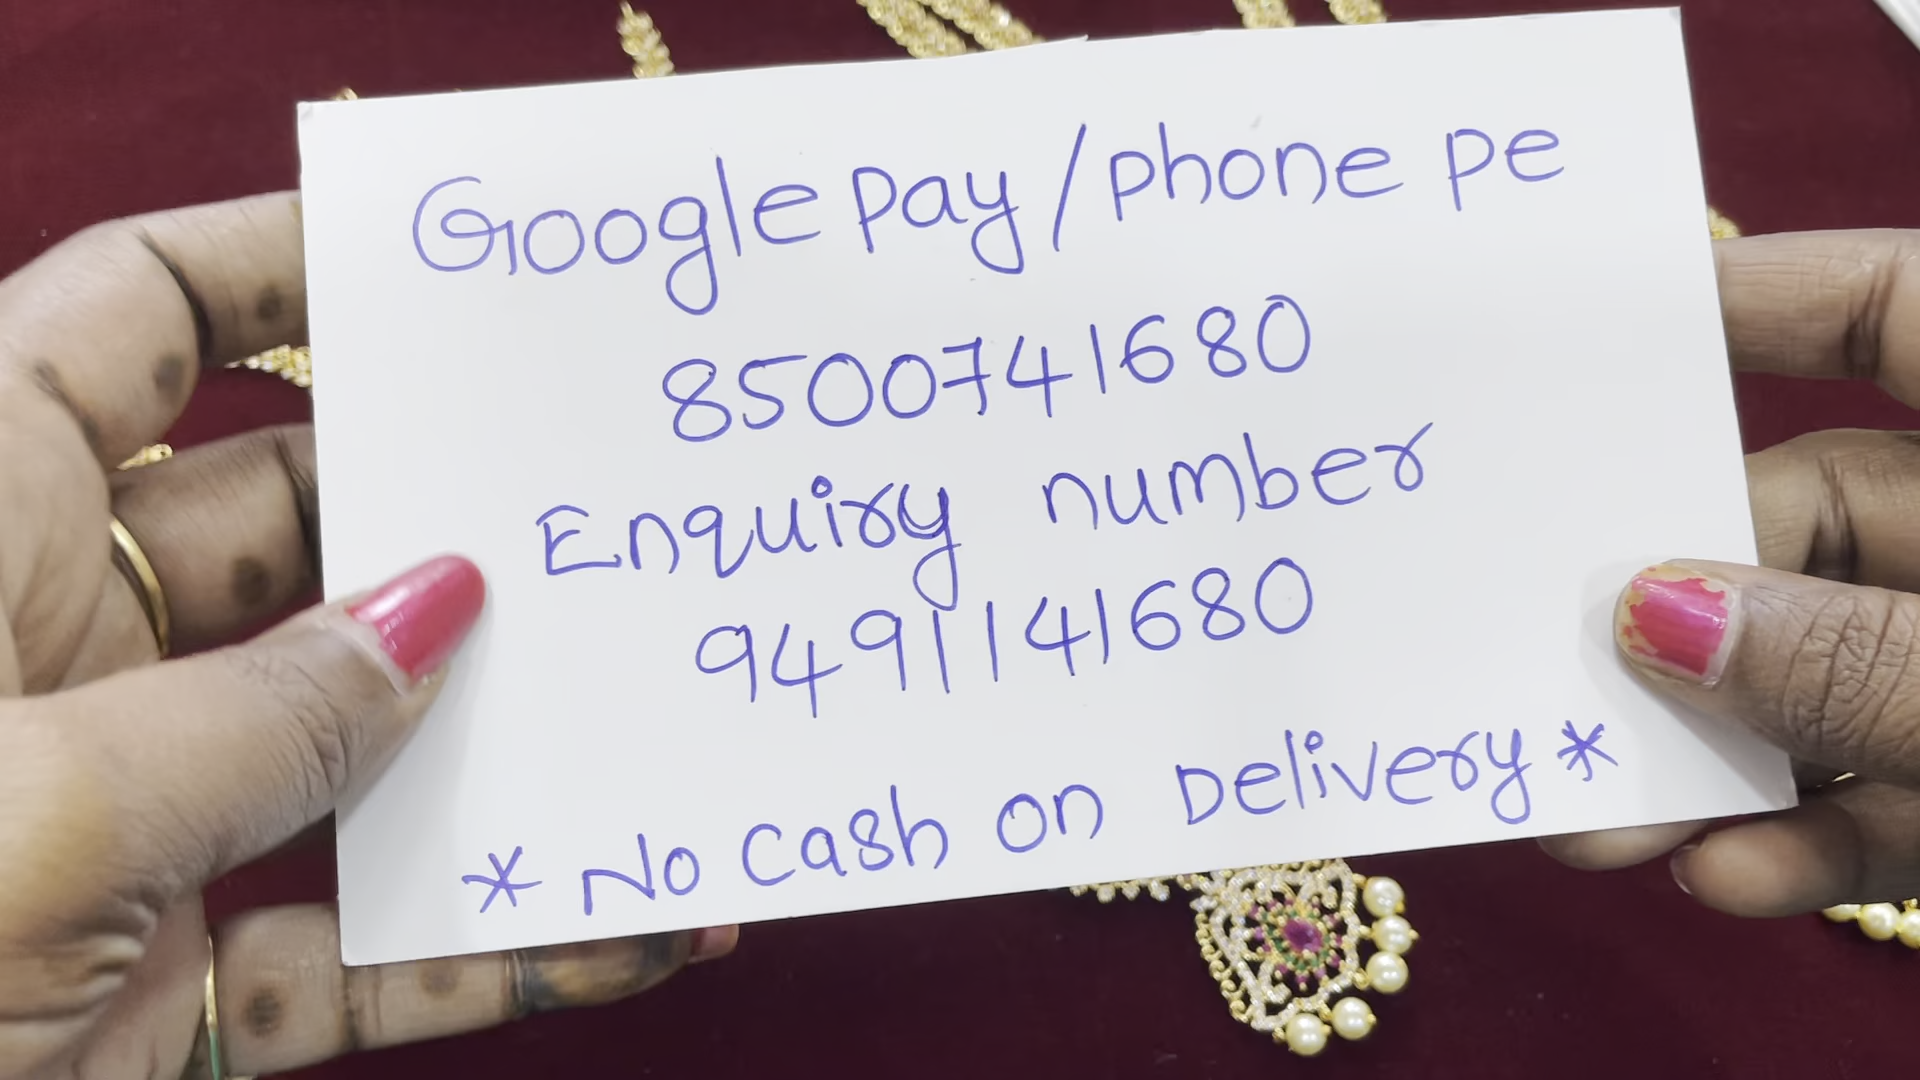 Google Pay/Phone Pe
8500741680
Enquiry number
9491141680
* No Cash on Delivery *